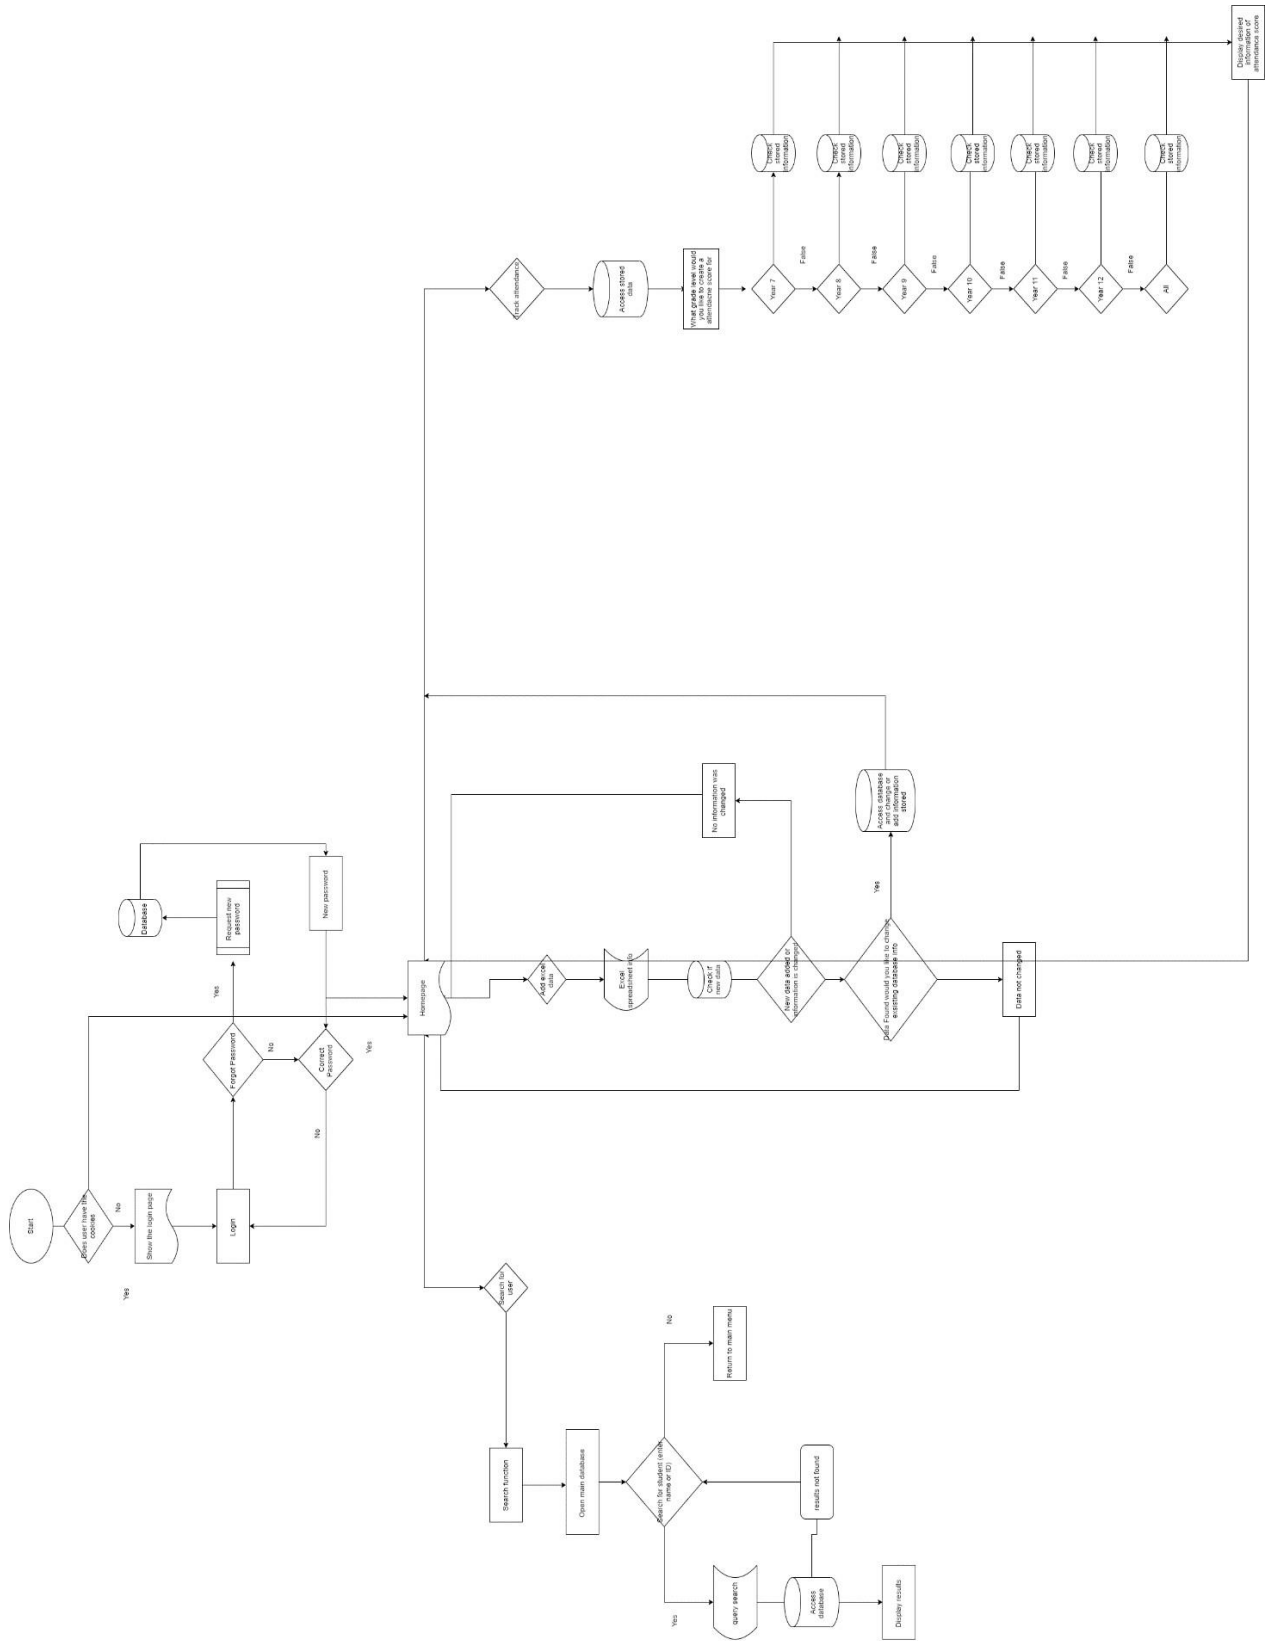 Start
Does user have the
cookies
Yes
No
Show the login page
Login
Forgot Password
Yes
No
Request new
password
Database
New password
Correct
Password
No
Yes
Homepage
Search for
user
Search function
Open main database
Search for student (enter
name or ID)
Yes
No
Return to main menu
query search
Access
database
results not found
Display results
Add excel
data
Excel
spreadsheet info
Check if
new data
New data added or
information is changed
No information was
changed
Data Found would you like to change
exsisting database info
Yes
Access database
and change or
add information
stored
Data not changed
Track attendance
Access stored
data
What grade level would
you like to create a
attendacne score for
Year 7
False
Check
stored
information
Year 8
False
Check
stored
information
Year 9
False
Check
stored
information
Year 10
False
Check
stored
information
Year 11
False
Check
stored
information
Year 12
False
Check
stored
information
All
Check
stored
information
Display desired
information of
attendance score